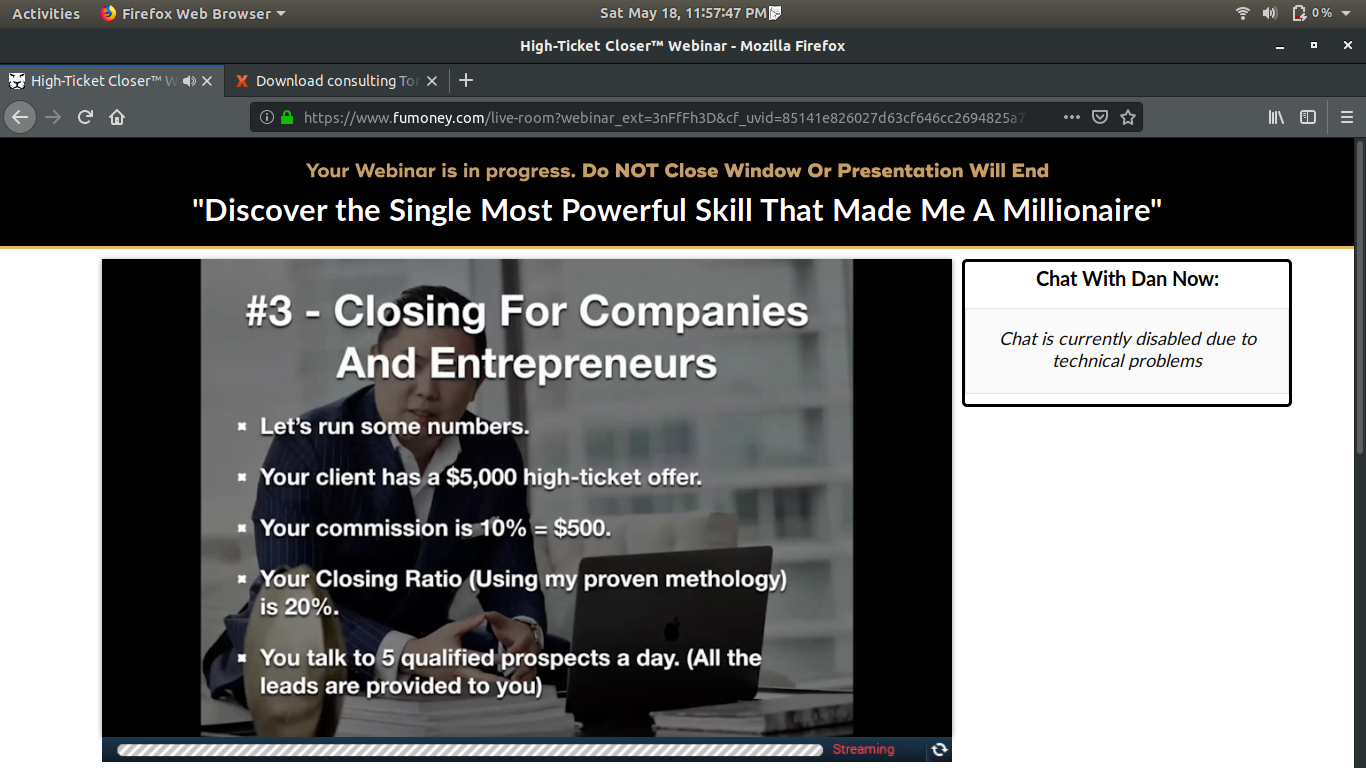 Activities Firefox Web Browser Sat May 18, 11:57:47 PM 0 %
High-Ticket Closer™ Webinar - Mozilla Firefox
High-Ticket Closer™ W Download consulting Tor
https://www.fumoney.com/live-room?webinar_ext=3nFfFh3D&cf_uvid=85141e826027d63cf646cc2694825a7
Your Webinar is in progress. Do NOT Close Window Or Presentation Will End
"Discover the Single Most Powerful Skill That Made Me A Millionaire"
#3 - Closing For Companies
And Entrepreneurs
Let's run some numbers.
Your client has a $5,000 high-ticket offer.
Your commission is 10% = $500.
Your Closing Ratio (Using my proven methology)
is 20%.
You talk to 5 qualified prospects a day. (All the
leads are provided to you)
Streaming
Chat With Dan Now:
Chat is currently disabled due to
technical problems